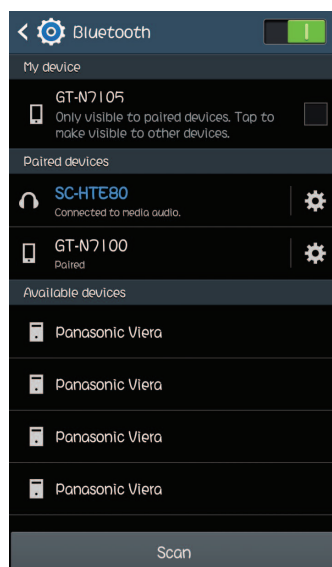 Bluetooth
My device
GT-N7105
Only visible to paired devices. Tap to
make visible to other devices.
Paired devices
SC-HTE80
Connected to media audio.
GT-N7100
Paired
Available devices
Panasonic Viera
Panasonic Viera
Panasonic Viera
Panasonic Viera
Scan